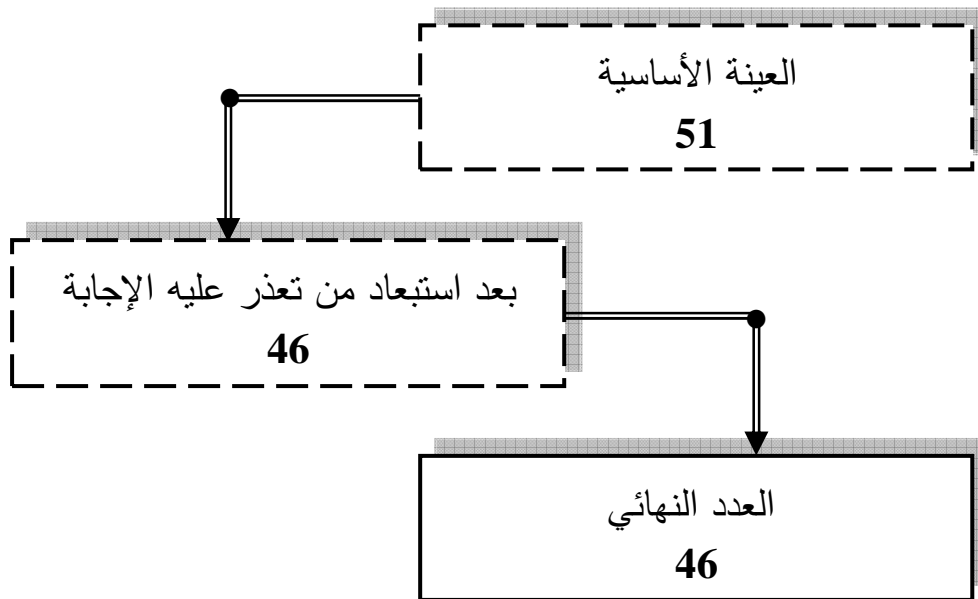 العينة الأساسية
51
بعد استبعاد من تعذر عليه الإجابة
46
العدد النهائي
46